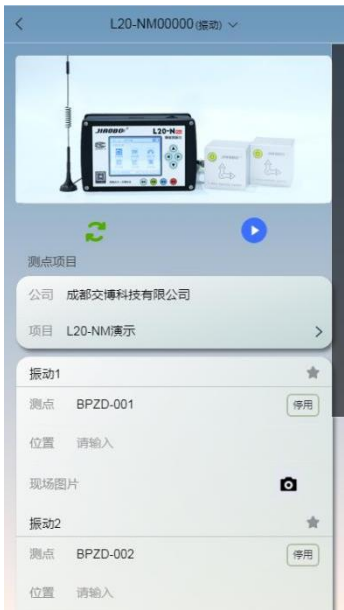 L20-NM00000(振动)
JIAOBO
L20-N
测点项目
公司 成都交博科技有限公司
项目 L20-NM演示
振动1
测点 BPZD-001 停用
位置 请输入
现场图片
振动2
测点 BPZD-002 停用
位置 请输入